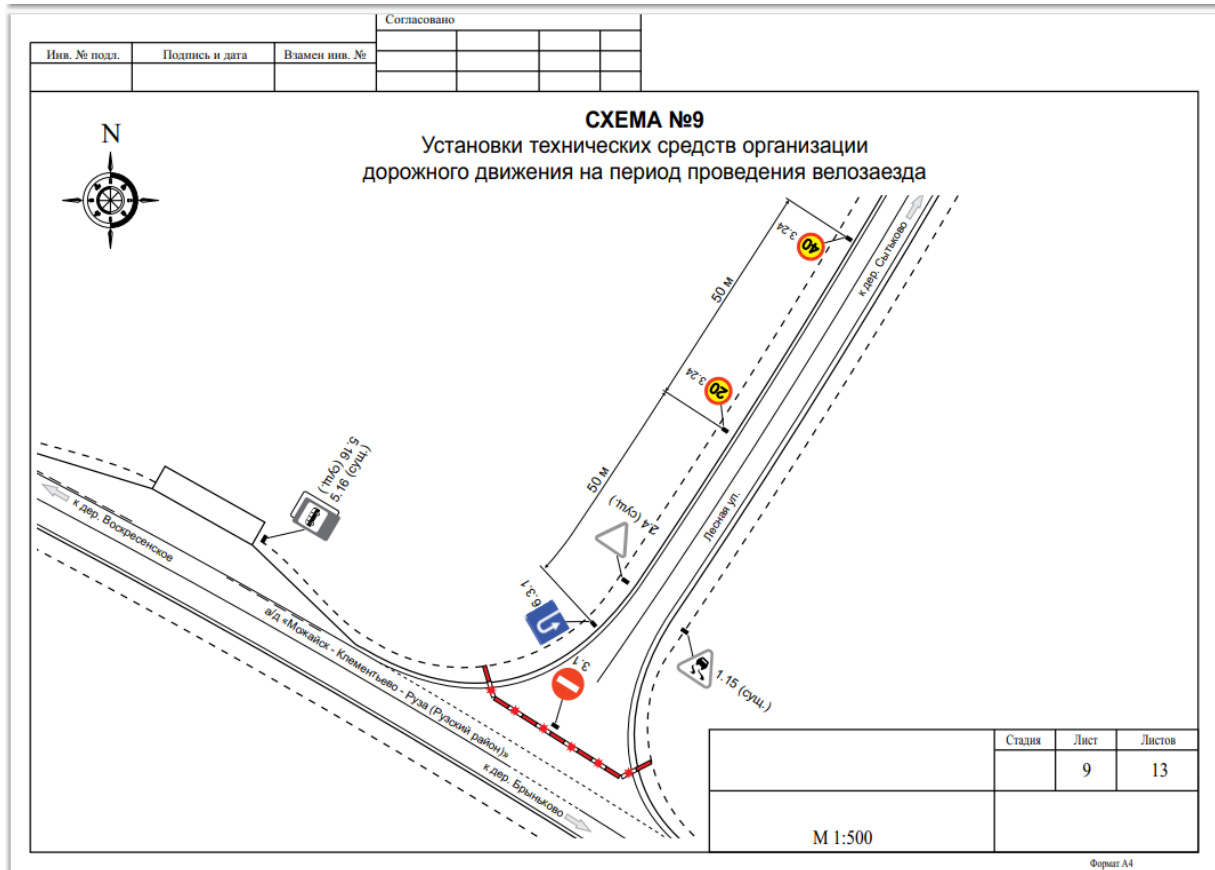 Согласовано
Инв. № подл.
Подпись и дата
Взамен инв. №
N
СХЕМА №9
Установки технических средств организации
дорожного движения на период проведения велозаезда
3.24
40
50 м
к дер. Сытьково
3.24
20
50 м
5.16 (сущ.)
5.16 (сущ.)
2.4 (сущ.)
Лесная ул.
к дер. Воскресенское
6.3.1
3.1
1.15 (сущ.)
а/д «Можайск - Клементьево - Руза (Рузский район)»
к дер. Брыньково
Стадия
Лист
Листов
9
13
М 1:500
Формат А4